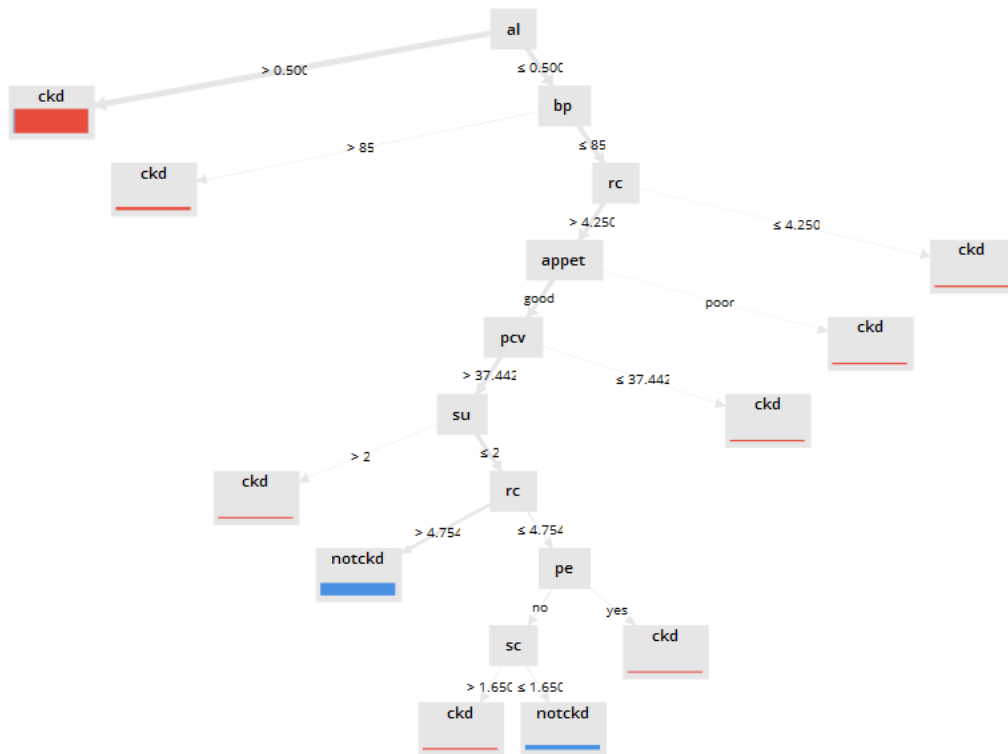 al
> 0.500
≤ 0.500
ckd
bp
> 85
≤ 85
ckd
rc
> 4.250
≤ 4.250
appet
ckd
good
poor
pcv
ckd
> 37.442
≤ 37.442
su
ckd
> 2
≤ 2
ckd
rc
> 4.754
≤ 4.754
notckd
pe
no
yes
sc
ckd
> 1.650
≤ 1.650
ckd
notckd